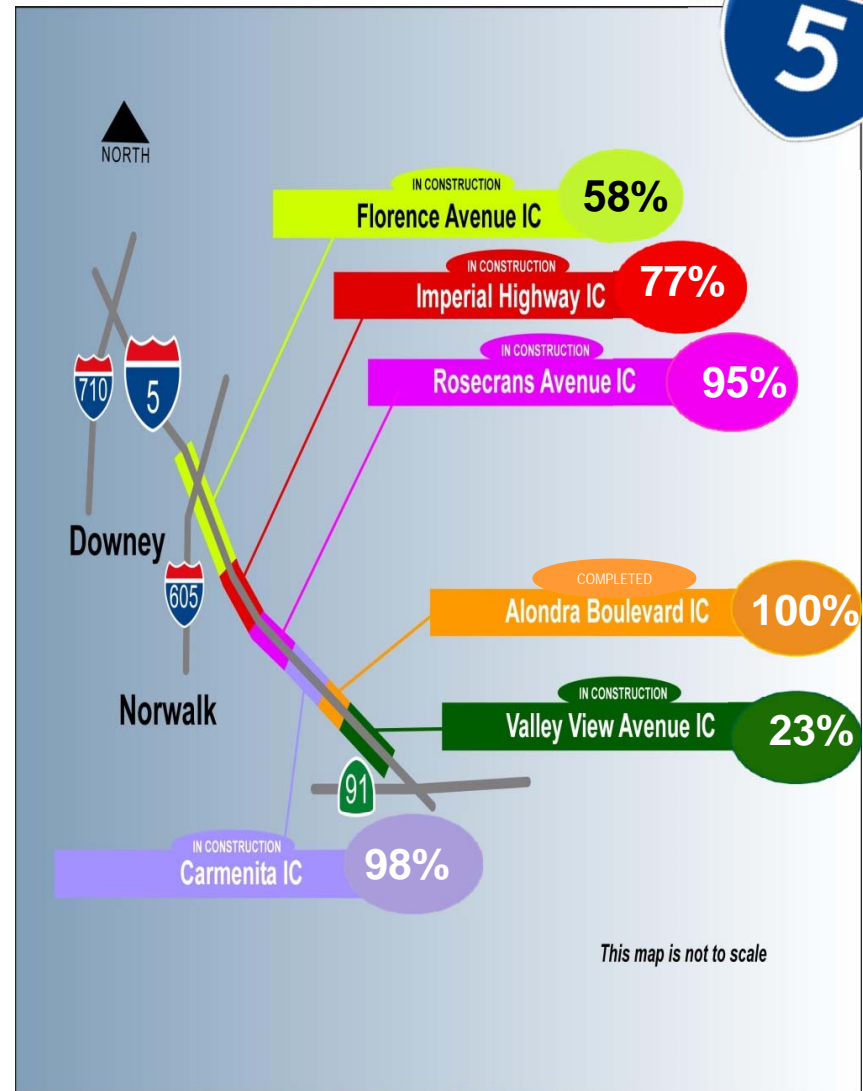 5
NORTH
IN CONSTRUCTION
Florence Avenue IC
58%
IN CONSTRUCTION
Imperial Highway IC
77%
IN CONSTRUCTION
Rosecrans Avenue IC
95%
710
5
Downey
605
COMPLETED
Alondra Boulevard IC
100%
Norwalk
IN CONSTRUCTION
Valley View Avenue IC
23%
91
IN CONSTRUCTION
Carmenita IC
98%
This map is not to scale